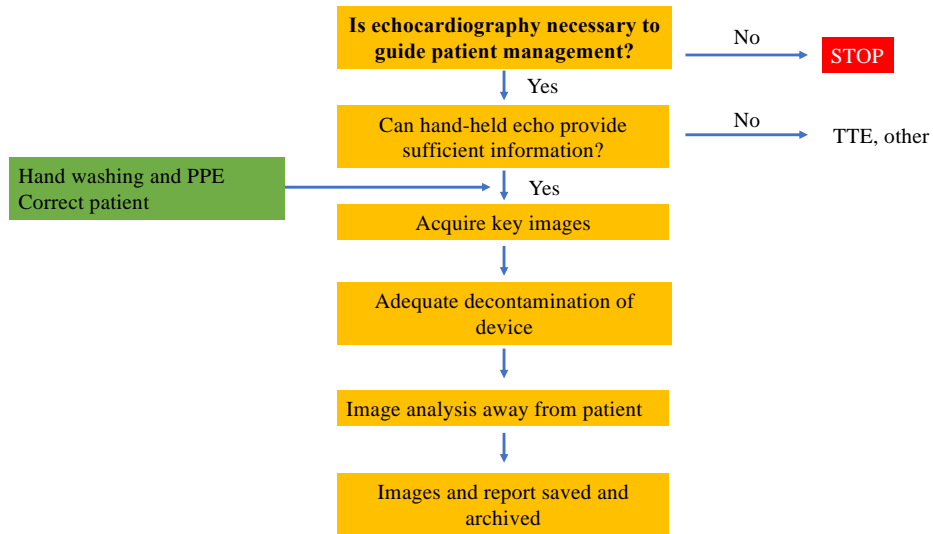 Is echocardiography necessary to
guide patient management?
No
STOP
Yes
Can hand-held echo provide
sufficient information?
No
TTE, other
Hand washing and PPE
Correct patient
Yes
Acquire key images
Adequate decontamination of
device
Image analysis away from patient
Images and report saved and
archived